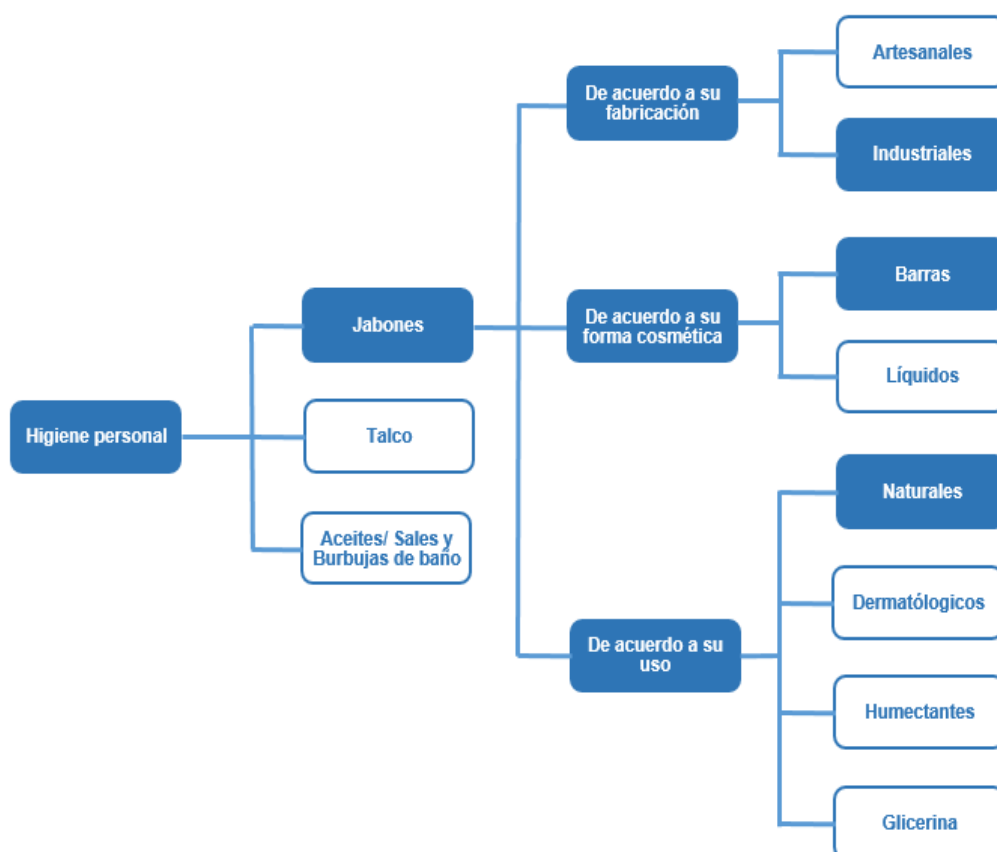 Higiene personal
Jabones
Talco
Aceites/ Sales y
Burbujas de baño
De acuerdo a su
fabricación
De acuerdo a su
forma cosmética
De acuerdo a su
uso
Artesanales
Industriales
Barras
Líquidos
Naturales
Dermatólogicos
Humectantes
Glicerina